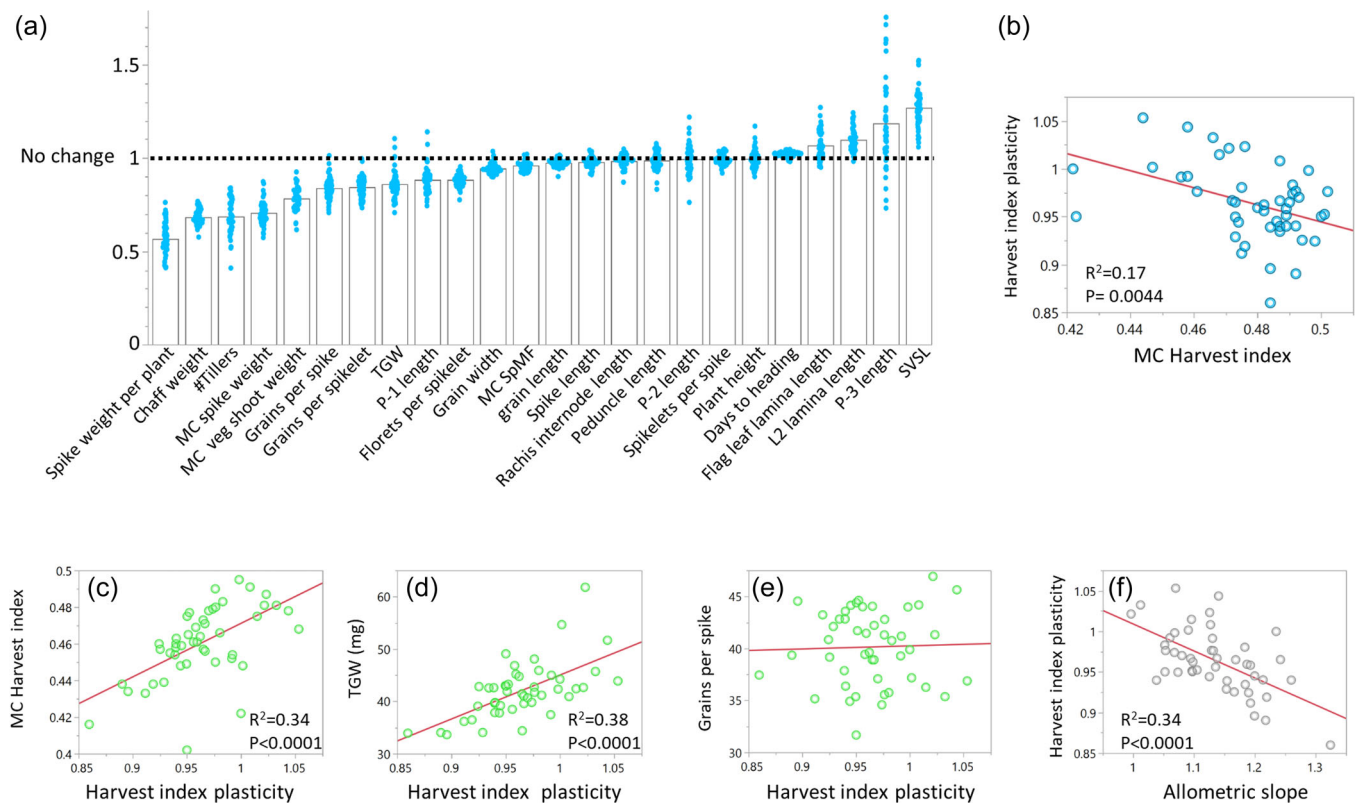 (a)
1.5
No change
1
0.5
0
Spike weight per plant
Chaff weight
#Tillers
MC spike weight
MC veg shoot weight
Grains per spike
Grains per spikelet
TGW
P-1 length
Florets per spikelet
Grain width
MC SpMF
grain length
Spike length
Rachis internode length
Peduncle length
P-2 length
Spikelets per spike
Plant height
Days to heading
Flag leaf lamina length
L2 lamina length
P-3 length
SVSL
(b)
Harvest index plasticity
1.05
1
0.95
0.9
0.85
R²=0.17
P= 0.0044
0.42
0.44
0.46
0.48
0.5
MC Harvest index
(c)
MC Harvest index
0.5
0.48
0.46
0.44
0.42
0.4
R²=0.34
P<0.0001
0.85
0.9
0.95
1
1.05
Harvest index plasticity
(d)
TGW (mg)
60
50
40
30
R²=0.38
P<0.0001
0.85
0.9
0.95
1
1.05
Harvest index plasticity
(e)
Grains per spike
45
40
35
30
0.85
0.9
0.95
1
1.05
Harvest index plasticity
(f)
Harvest index plasticity
1.05
1
0.95
0.9
0.85
R²=0.34
P<0.0001
1
1.1
1.2
1.3
Allometric slope